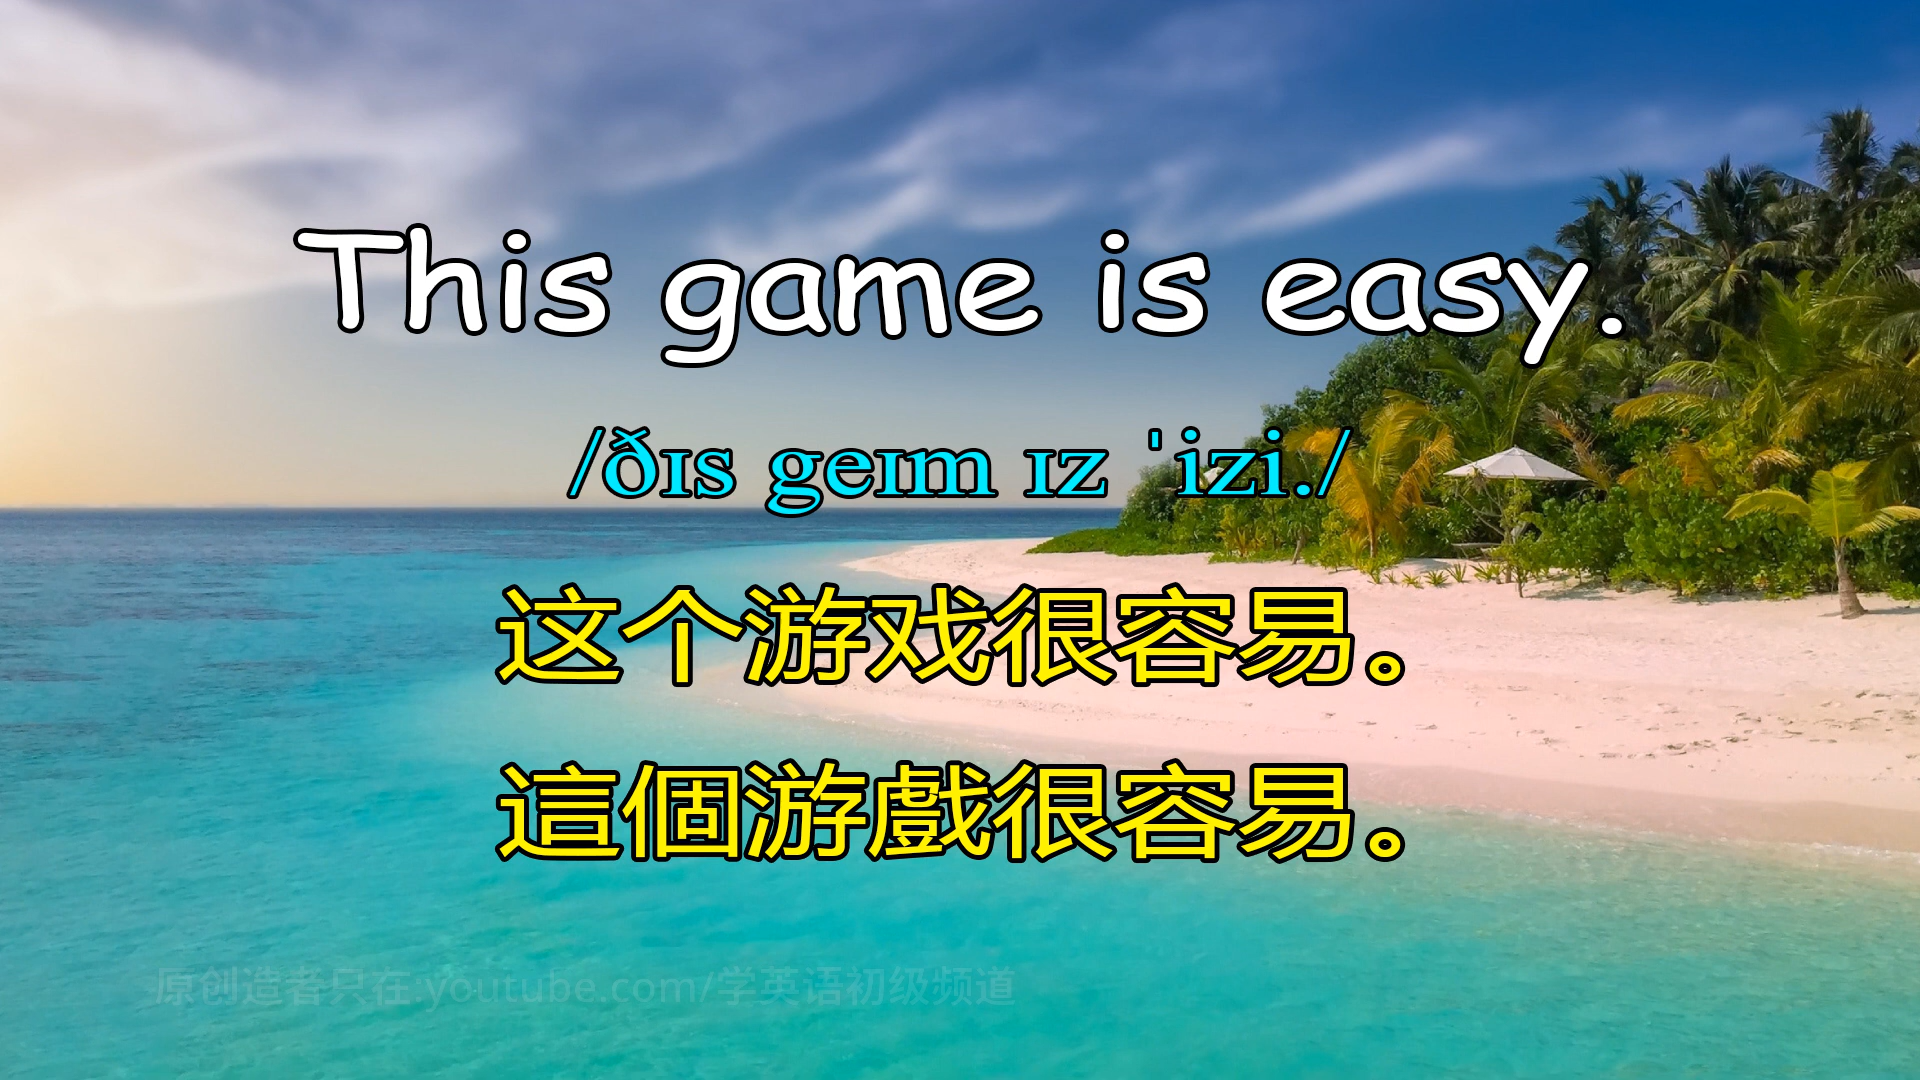 This game is easy.
/ðɪs geɪm ɪz ˈizi./
这个游戏很容易。
這個游戲很容易。
原创造者只在:youtube.com/学英语初级频道